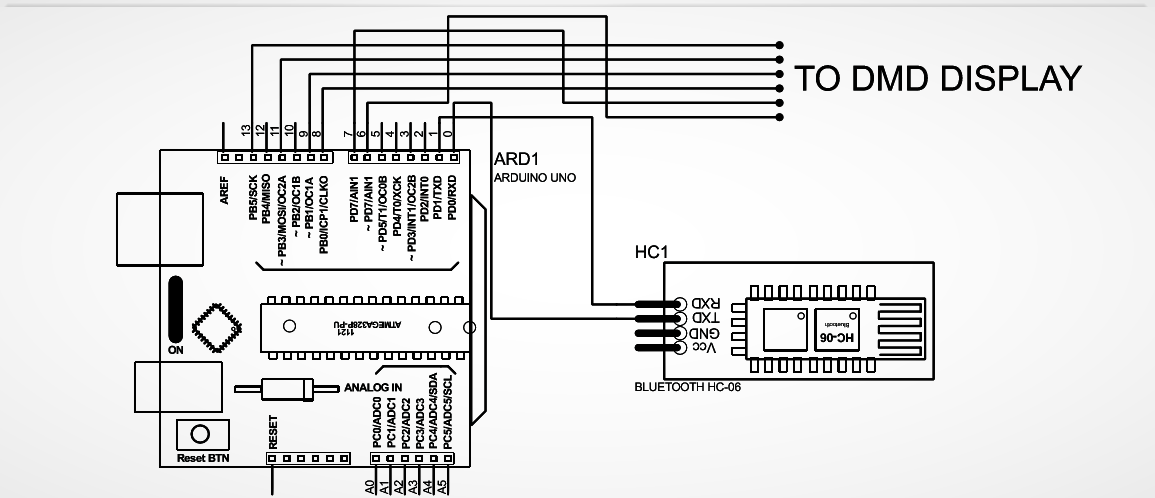 TO DMD DISPLAY
13
12
11
10
9
8
7
6
5
4
3
2
1
0
ARD1
ARDUINO UNO
AREF
PB5/SCK
PB4/MISO
~ PB3/MOSI/OC2A
~ PB2/OC1B
~ PB1/OC1A
PB0/ICP1/CLKO
PD7/AIN1
~ PD7/AIN1
~ PD5/T1/OC0B
PD4/T0/XCK
~ PD3/INT1/OC2B
PD2/INT0
PD1/TXD
PD0/RXD
HC1
RXD
TXD
GND
Vcc
HC-06
Bluetooth
BLUETOOTH HC-06
ATMEGA328P-PU
1121
ON
ANALOG IN
RESET
PC0/ADC0
PC1/ADC1
PC2/ADC2
PC3/ADC3
PC4/ADC4/SDA
PC5/ADC5/SCL
Reset BTN
A0
A1
A2
A3
A4
A5